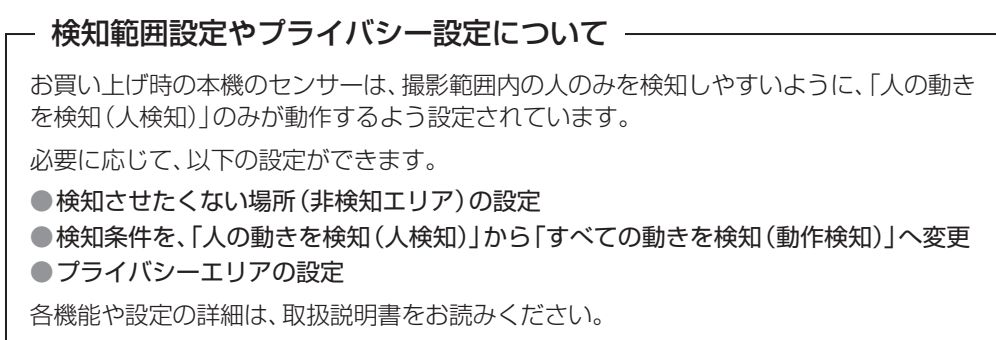 検知範囲設定やプライバシー設定について
お買い上げ時の本機のセンサーは、撮影範囲内の人のみを検知しやすいように、「人の動き
を検知（人検知）」のみが動作するよう設定されています。
必要に応じて、以下の設定ができます。
●検知させたくない場所（非検知エリア）の設定
●検知条件を、「人の動きを検知（人検知）」から「すべての動きを検知（動作検知）」へ変更
●プライバシーエリアの設定
各機能や設定の詳細は、取扱説明書をお読みください。